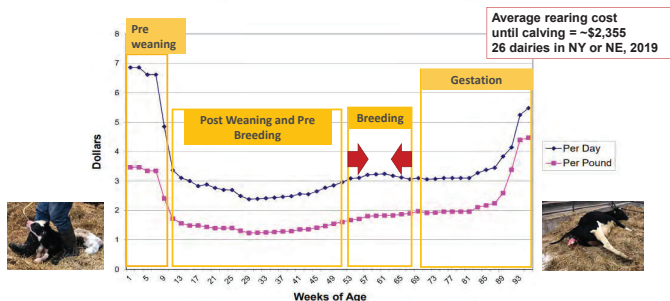 Average rearing cost
until calving = ~$2,355
26 dairies in NY or NE, 2019
Pre
weaning
Gestation
Post Weaning and Pre
Breeding
Breeding
8
7
6
5
4
3
2
1
0
Dollars
Per Day
Per Pound
1 5 9 13 17 21 25 29 33 37 41 45 49 53 57 61 65 69 73 77 81 85 89 93
Weeks of Age